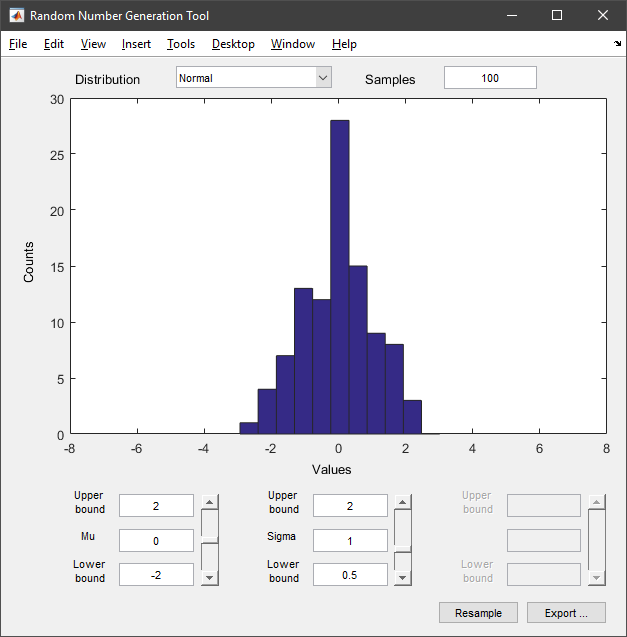 Random Number Generation Tool
File Edit View Insert Tools Desktop Window Help
Distribution Normal Samples 100
30
25
20
15
10
5
0
Counts
-8 -6 -4 -2 0 2 4 6 8
Values
Upper bound 2 Upper bound 2 Upper bound
Mu 0 Sigma 1
Lower bound -2 Lower bound 0.5 Lower bound
Resample Export ...